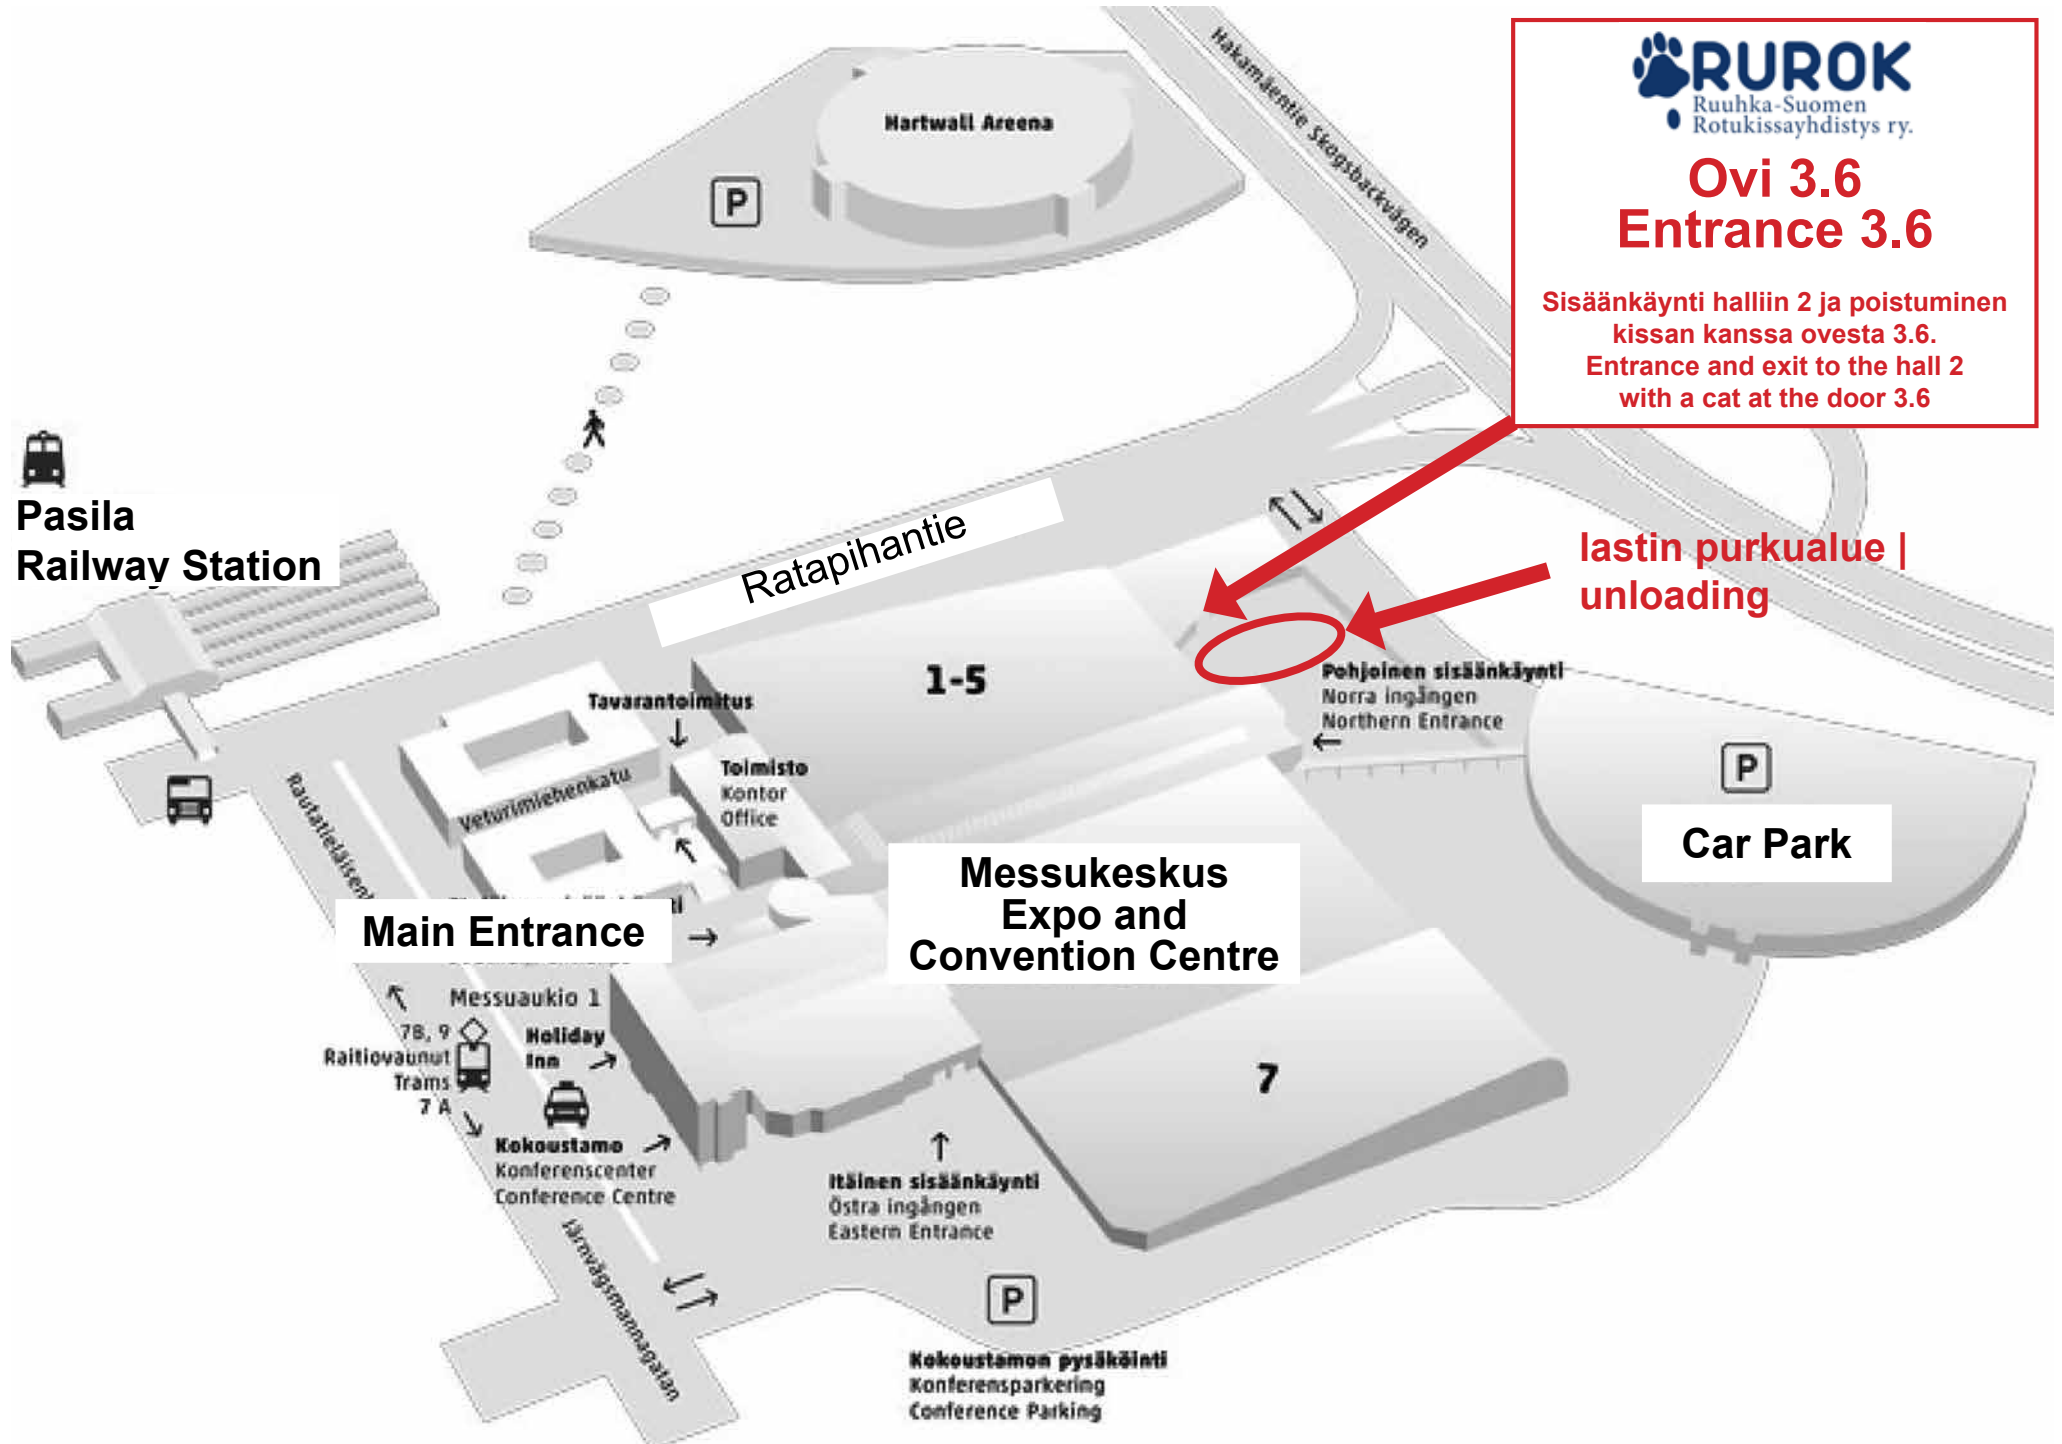 Hakamäentie Skogsbackvägen
RUROK
Ruuhka-Suomen
Rotukissayhdistys ry.
Ovi 3.6
Entrance 3.6
Sisäänkäynti halliin 2 ja poistuminen
kissan kanssa ovesta 3.6.
Entrance and exit to the hall 2
with a cat at the door 3.6
Hartwall Areena
P
Pasila
Railway Station
Ratapihantie
lastin purkualue |
unloading
1-5
Pohjoinen sisäänkäynti
Norra ingången
Northern Entrance
Tavarantoimitus
Toimisto
Kontor
Office
Veturimiehenkatu
P
Car Park
Messukeskus
Expo and
Convention Centre
Main Entrance
Messuaukio 1
7B, 9
Raitiovaunut
Trams
7 A
Holiday
Inn
Kokoustamo
Konferenscenter
Conference Centre
7
Itäinen sisäänkäynti
Östra ingången
Eastern Entrance
Järnvägsmannagatan
P
Kokoustamon pysäköinti
Konferensparkering
Conference Parking